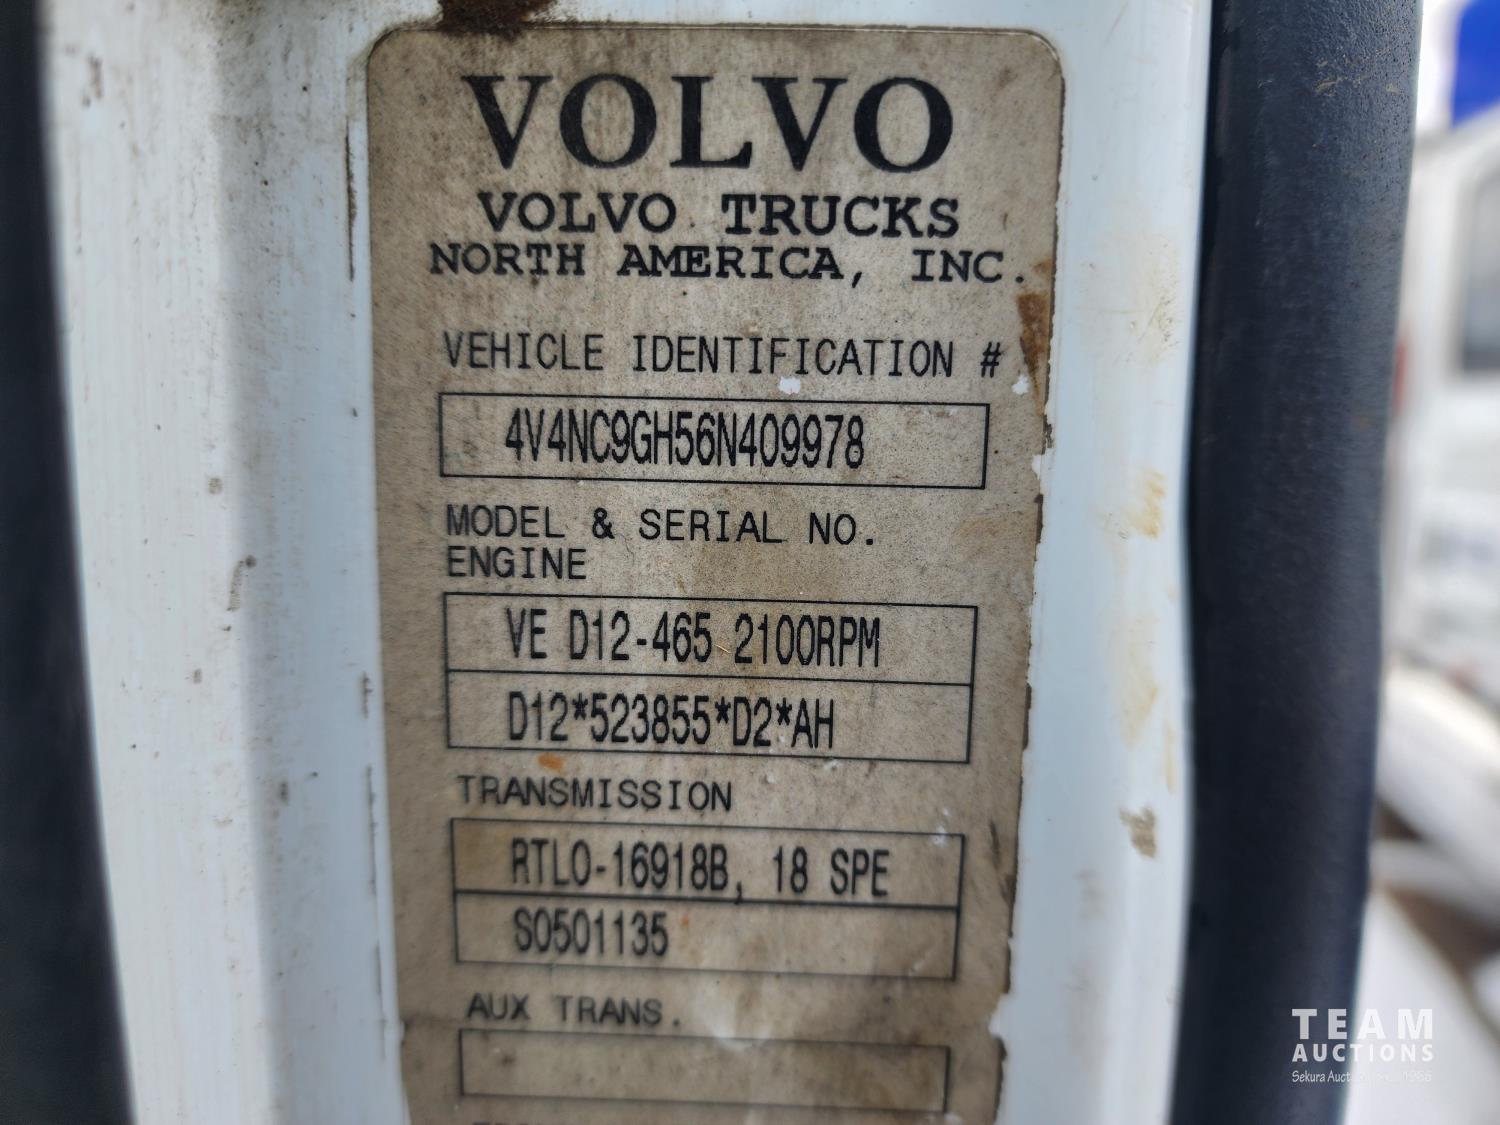 VOLVO
VOLVO TRUCKS
NORTH AMERICA, INC.
VEHICLE IDENTIFICATION #
4V4NC9GH56N409978
MODEL & SERIAL NO.
ENGINE
VE D12-465 2100RPM
D12*523855*D2*AH
TRANSMISSION
RTLO-16918B, 18 SPE
S0501135
AUX TRANS.
TEAM
AUCTIONS
Sekura